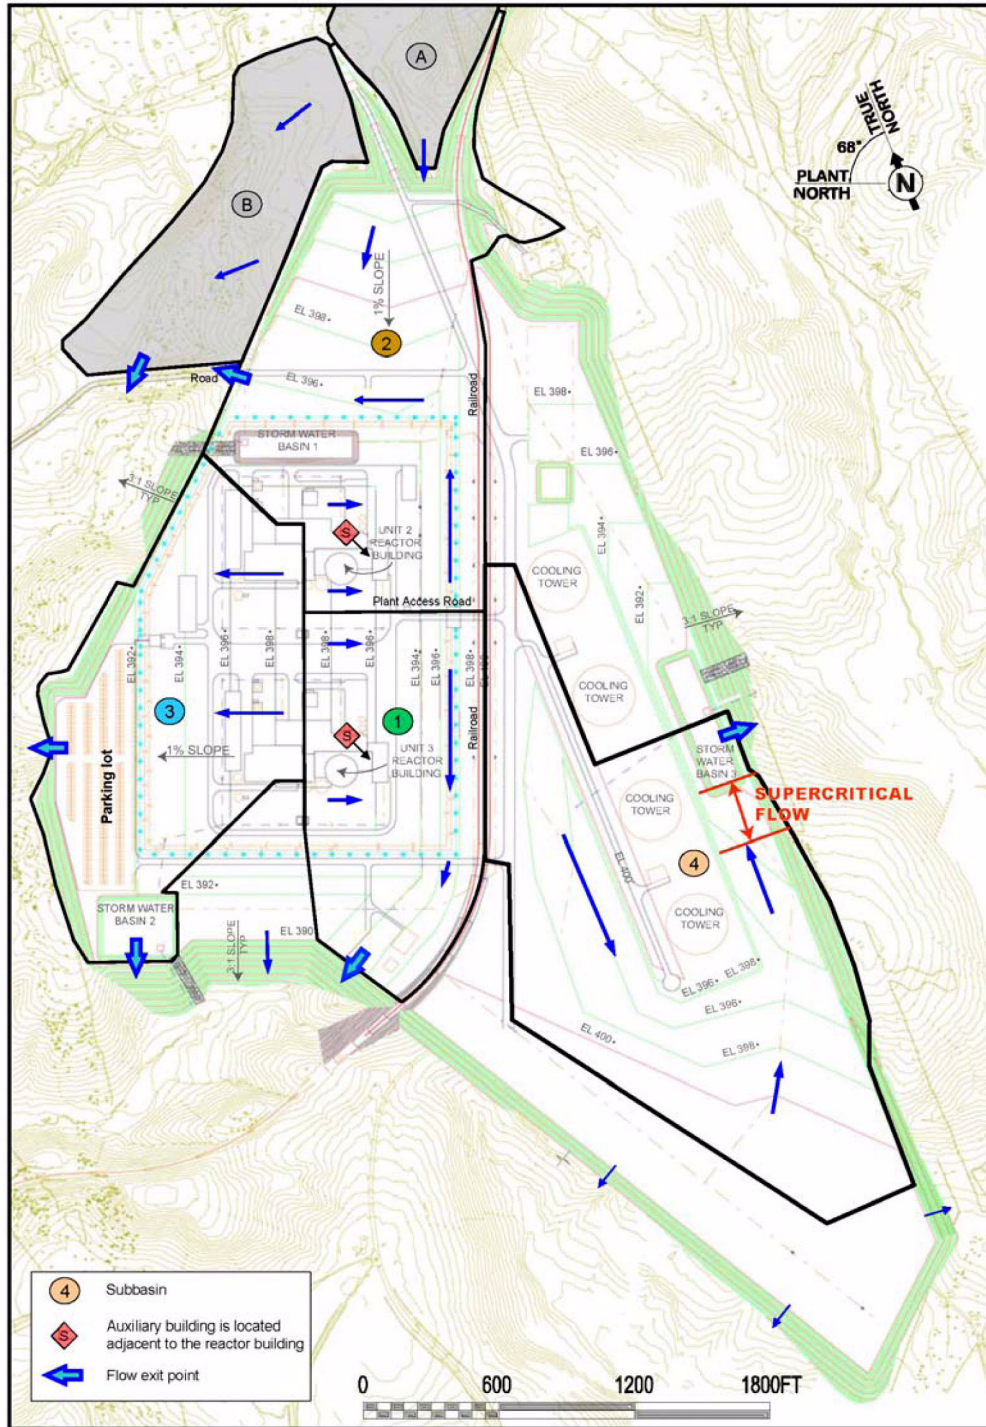 A
TRUE
NORTH
68°
PLANT
NORTH
N
B
1% SLOPE
EL 398•
2
Road
EL 396•
Railroad
EL 398•
STORM WATER
BASIN 1
EL 396•
3:1 SLOPE
TYP
S
UNIT 2
REACTOR
BUILDING
EL 394•
COOLING
TOWER
EL 392•
Plant Access Road
3:1 SLOPE
TYP
EL 392•
EL 394•
EL 396•
EL 398•
EL 398•
EL 396•
EL 394•
EL 396•
EL 398•
EL 400•
COOLING
TOWER
3
1
S
1% SLOPE
UNIT 3
REACTOR
BUILDING
Railroad
Parking lot
STORM
WATER
BASIN 3
SUPERCRITICAL
FLOW
COOLING
TOWER
4
EL 400•
EL 392•
STORM WATER
BASIN 2
COOLING
TOWER
EL 390
3:1 SLOPE
TYP
EL 396•
EL 398•
EL 396•
EL 400•
EL 398•
4
Subbasin
S
Auxiliary building is located
adjacent to the reactor building
Flow exit point
0 600 1200 1800FT